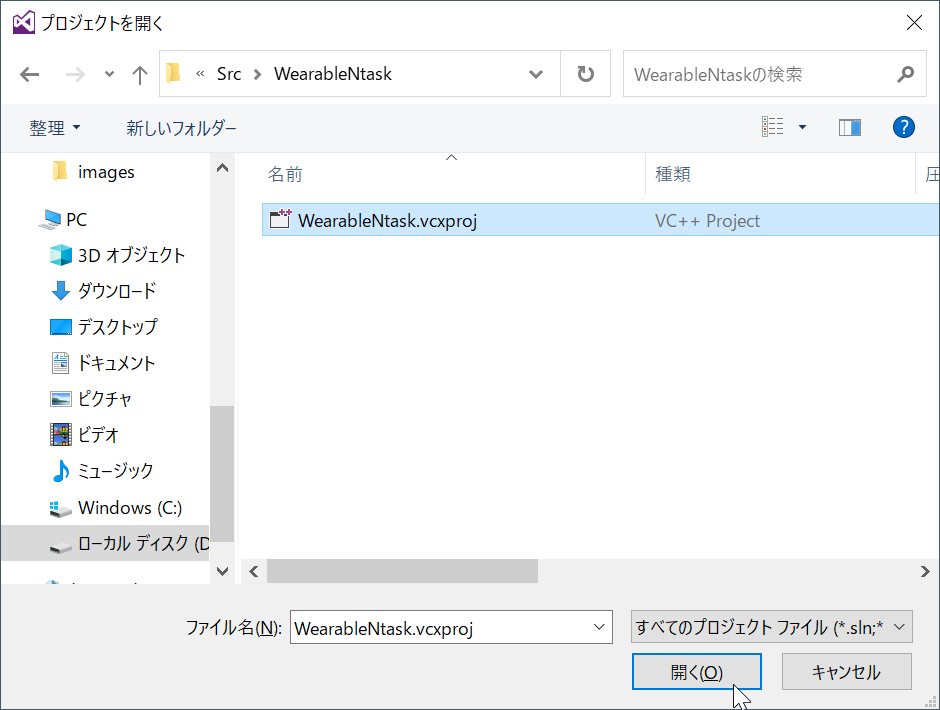 プロジェクトを開く
« Src WearableNtask
WearableNtaskの検索
整理 新しいフォルダー
images
PC
3D オブジェクト
ダウンロード
デスクトップ
ドキュメント
ピクチャ
ビデオ
ミュージック
Windows (C:)
ローカル ディスク (D
名前 種類 圧
WearableNtask.vcxproj VC++ Project
ファイル名(N): WearableNtask.vcxproj
すべてのプロジェクト ファイル (*.sln;*
開く(O) キャンセル